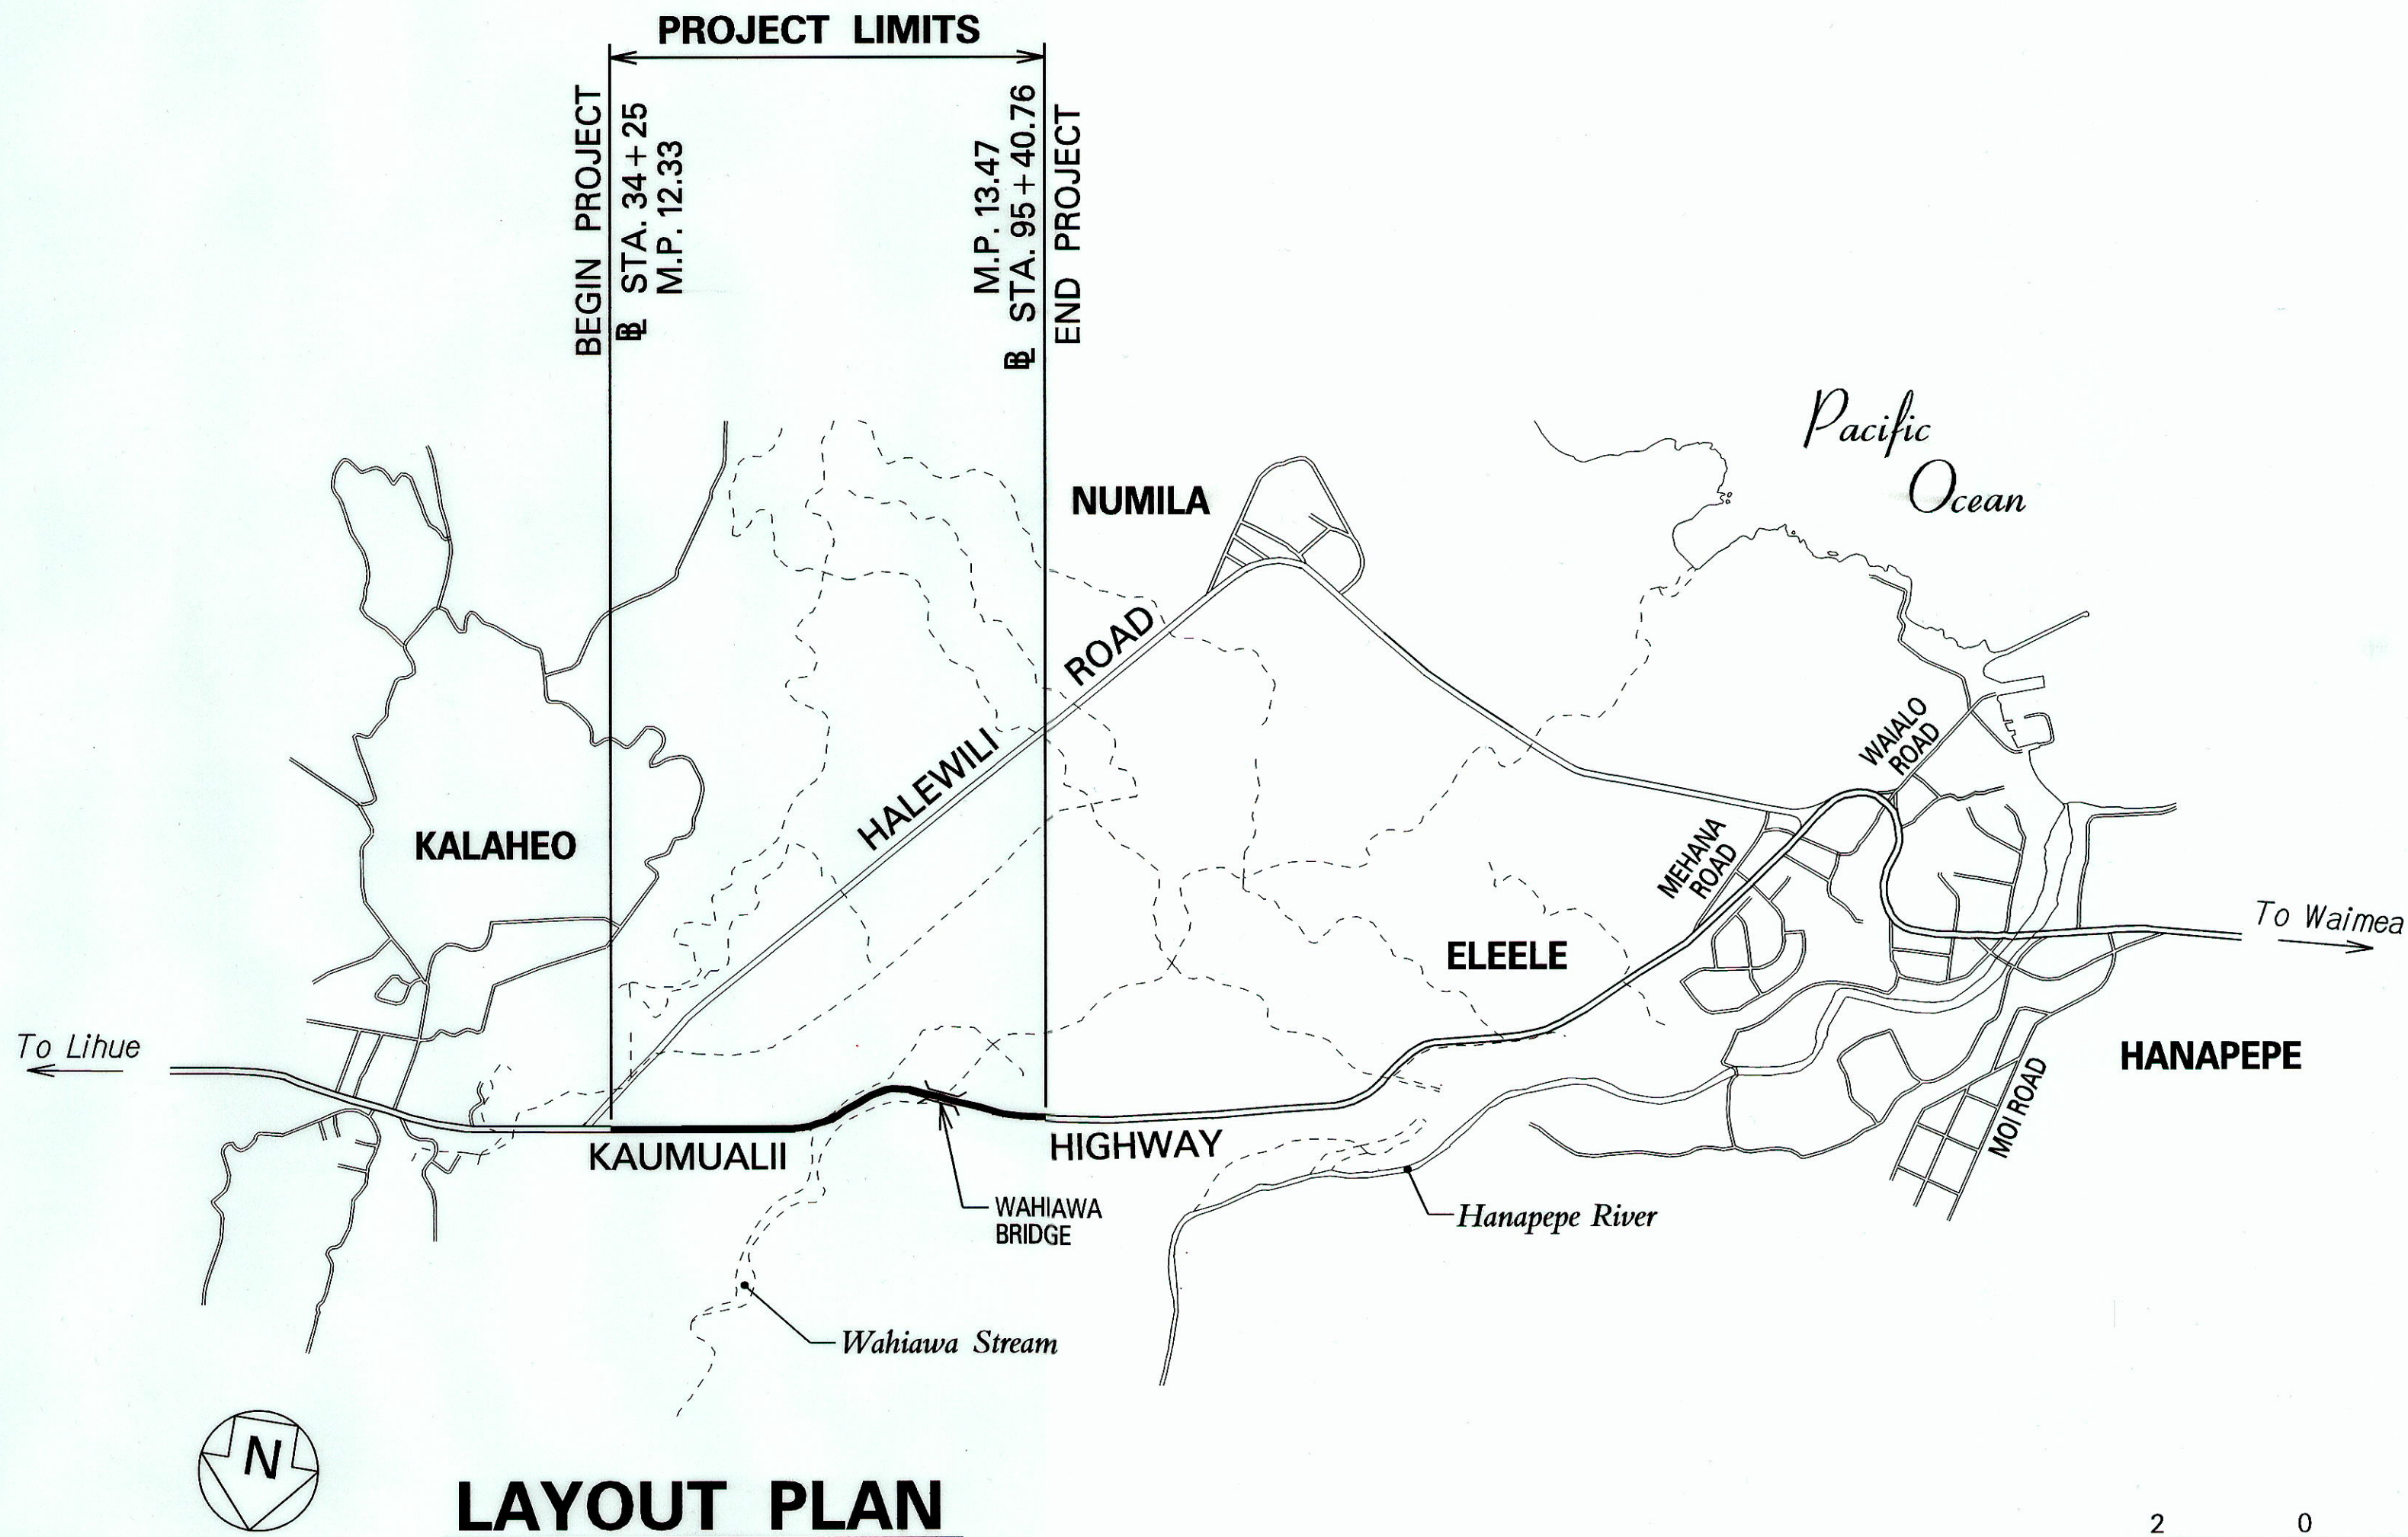 PROJECT LIMITS
BEGIN PROJECT
BL STA. 34+25
M.P. 12.33
M.P. 13.47
BL STA. 95+40.76
END PROJECT
Pacific
Ocean
NUMILA
HALEWILI ROAD
WAIALO
ROAD
KALAHEO
MEHANA
ROAD
To Waimea
ELEELE
To Lihue
HANAPEPE
MOI ROAD
KAUMUALII HIGHWAY
WAHIAWA
BRIDGE
Hanapepe River
Wahiawa Stream
N
LAYOUT PLAN
2 0